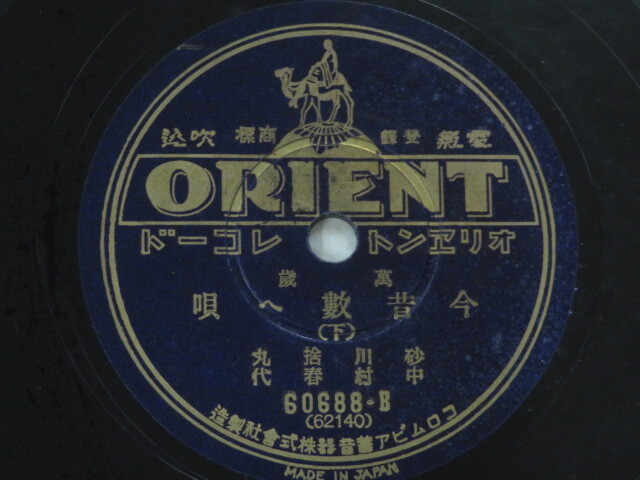 電氣 登録 商標 吹込
ORIENT
オリヱント レコード
萬歲
今昔數へ唄
(下)
砂川捨丸
中村春代
60688-B
(62140)
コロムビア蓄音器株式會社製造
MADE IN JAPAN